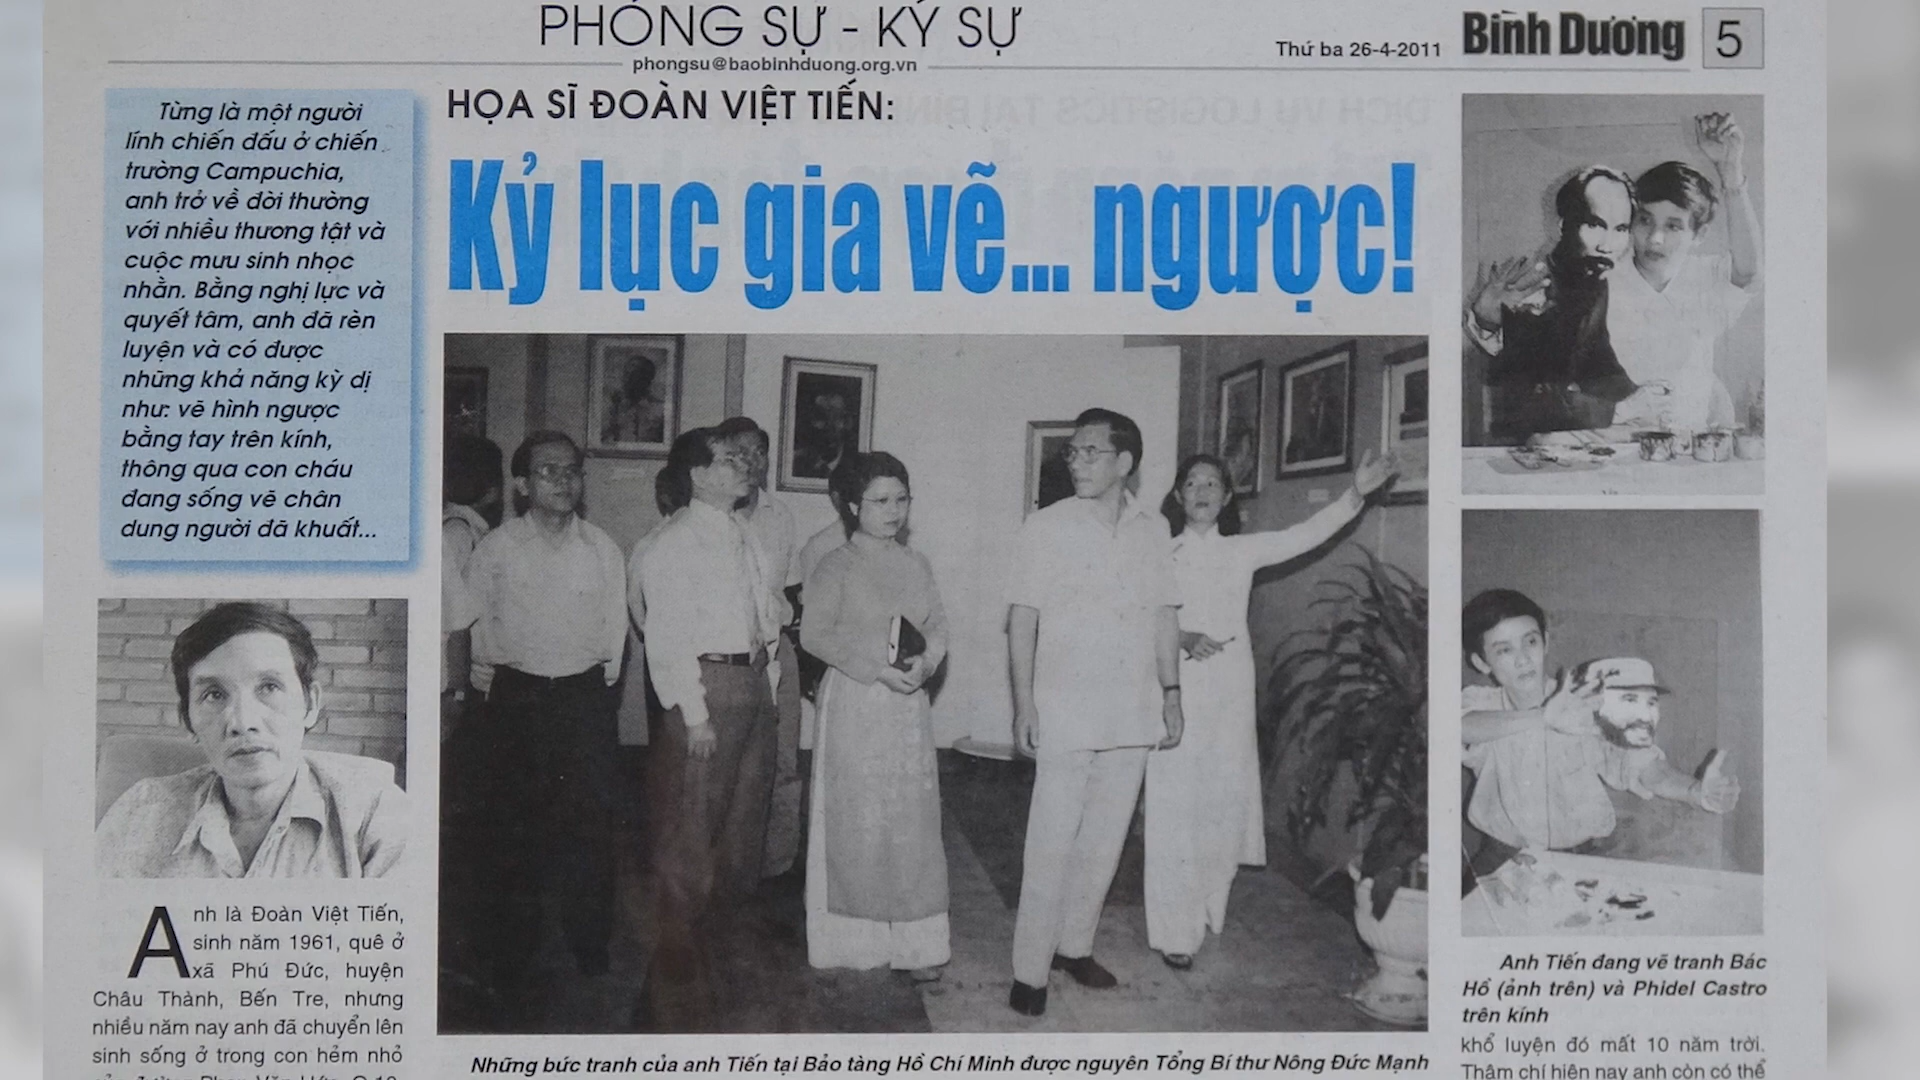 PHÓNG SỰ - KÝ SỰ
phongsu@baobinhduong.org.vn
Thứ ba 26-4-2011
Bình Dương
5
Từng là một người
lính chiến đấu ở chiến
trường Campuchia,
anh trở về đời thường
với nhiều thương tật và
cuộc mưu sinh nhọc
nhằn. Bằng nghị lực và
quyết tâm, anh đã rèn
luyện và có được
những khả năng kỳ dị
như: vẽ hình ngược
bằng tay trên kính,
thông qua con cháu
đang sống vẽ chân
dung người đã khuất...
HỌA SĨ ĐOÀN VIỆT TIẾN:
Kỷ lục gia vẽ... ngược!
Anh là Đoàn Việt Tiến,
sinh năm 1961, quê ở
xã Phú Đức, huyện
Châu Thành, Bến Tre, nhưng
nhiều năm nay anh đã chuyển lên
sinh sống ở trong con hẻm nhỏ
Những bức tranh của anh Tiến tại Bảo tàng Hồ Chí Minh được nguyên Tổng Bí thư Nông Đức Mạnh
Anh Tiến đang vẽ tranh Bác
Hồ (ảnh trên) và Phidel Castro
trên kính
khổ luyện đó mất 10 năm trời.
Thậm chí hiện nay anh còn có thể